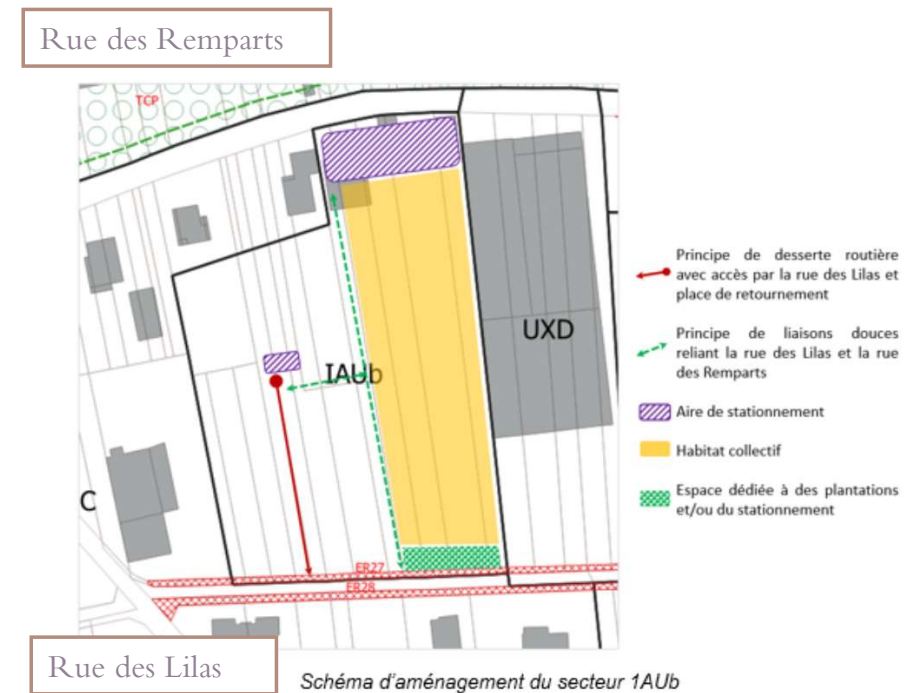 Rue des Remparts
TCP
Principe de desserte routière
avec accès par la rue des Lilas et
place de retournement
UXD
Principe de liaisons douces
reliant la rue des Lilas et la rue
des Remparts
IAUb
Aire de stationnement
Habitat collectif
C
Espace dédiée à des plantations
et/ou du stationnement
ER27
ER28
Rue des Lilas
Schéma d'aménagement du secteur 1AUb